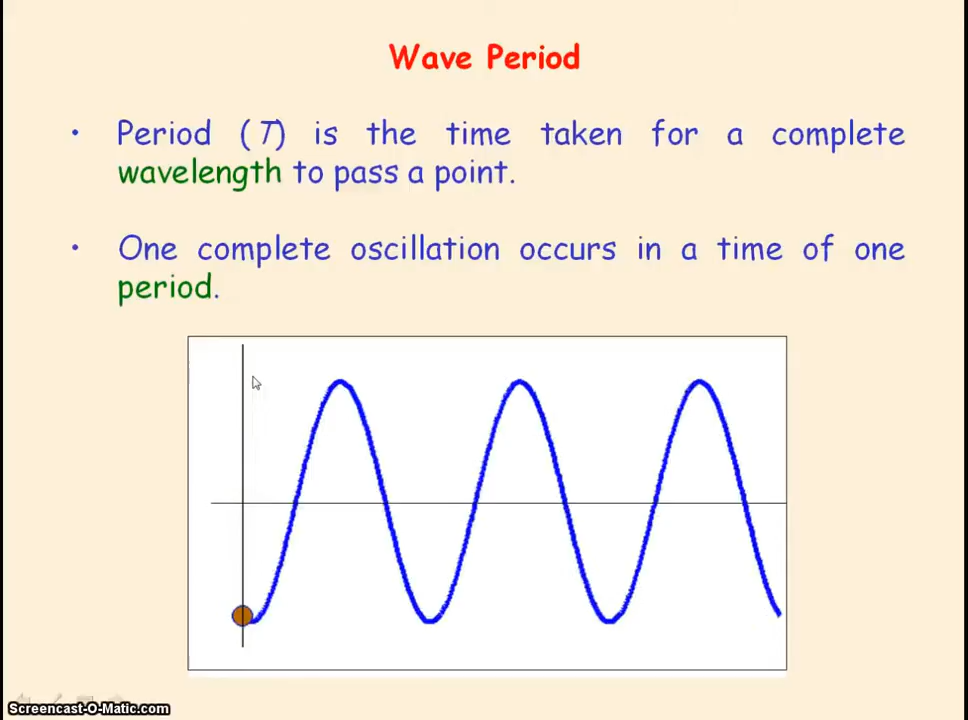 Wave Period
• Period (T) is the time taken for a complete
wavelength to pass a point.
• One complete oscillation occurs in a time of one
period.
Screencast-O-Matic.com